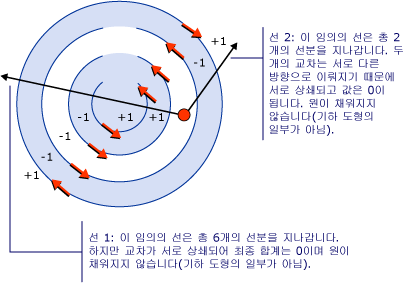 선 2: 이 임의의 선은 총 2
개의 선분을 지나갑니다. 두
개의 교차는 서로 다른
방향으로 이뤄지기 때문에
서로 상쇄되고 값은 0이
됩니다. 원이 채워지지
않습니다(기하 도형의
일부가 아님).
+1
-1
-1
-1
+1
+1
-1
-1
+1
선 1: 이 임의의 선은 총 6개의 선분을 지나갑니다.
하지만 교차가 서로 상쇄되어 최종 합계는 0이며 원이
채워지지 않습니다(기하 도형의 일부가 아님).